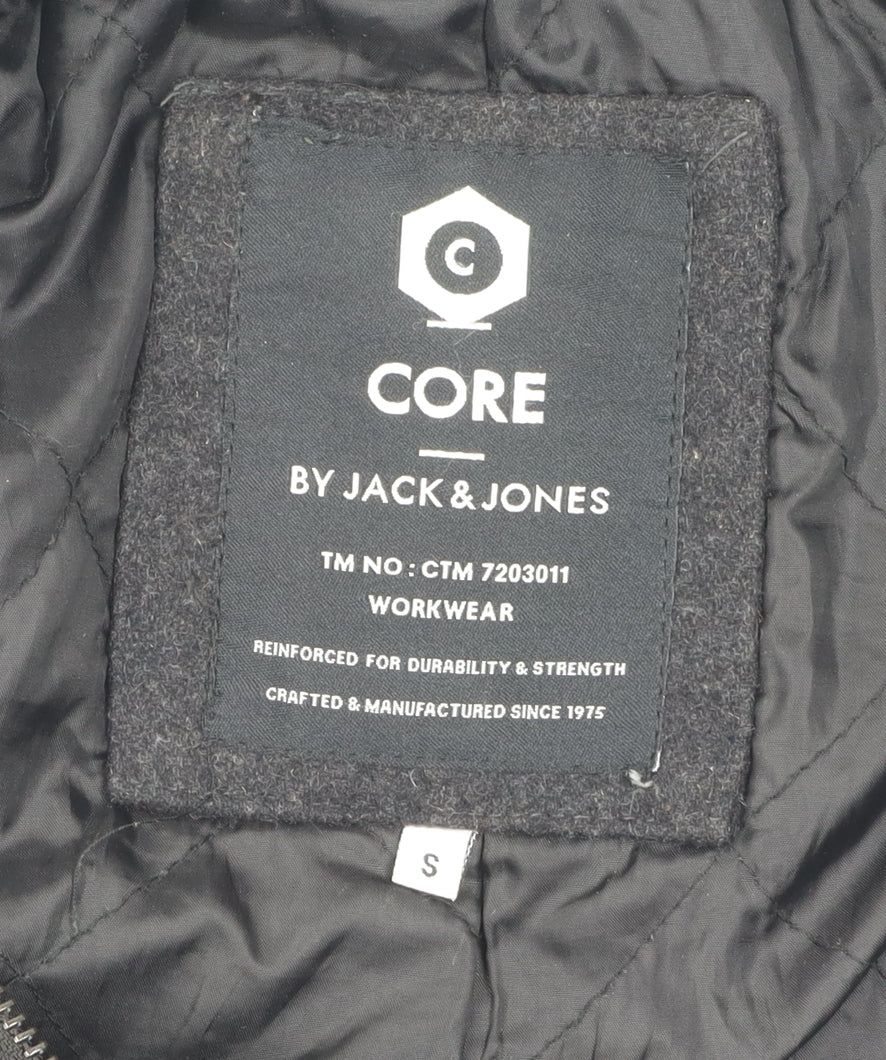 C
CORE
BY JACK & JONES
TM NO : CTM 7203011
WORKWEAR
REINFORCED FOR DURABILITY & STRENGTH
CRAFTED & MANUFACTURED SINCE 1975
S